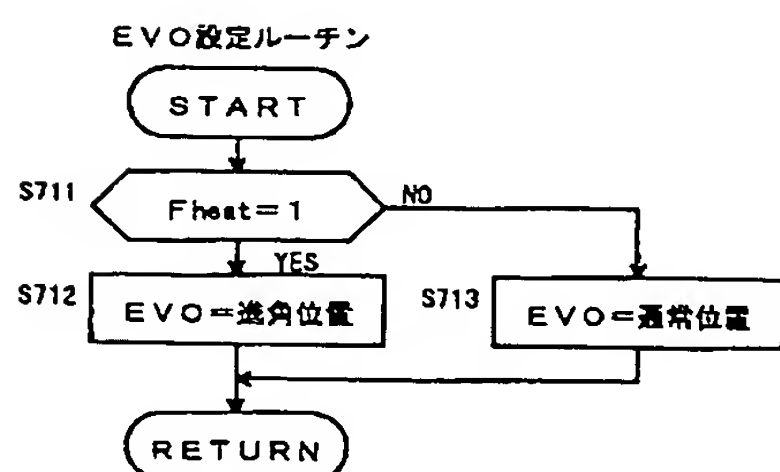 EVO設定ルーチン
START
S711
Fheat=1
NO
YES
S712
EVO=進角位置
S713
EVO=通常位置
RETURN